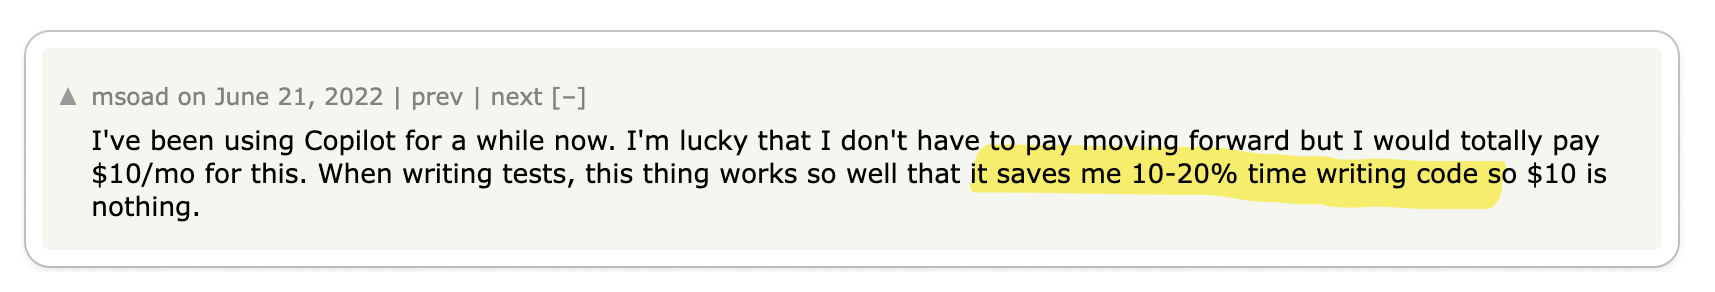 ▲ msoad on June 21, 2022 | prev | next [–]
I've been using Copilot for a while now. I'm lucky that I don't have to pay moving forward but I would totally pay
$10/mo for this. When writing tests, this thing works so well that it saves me 10-20% time writing code so $10 is
nothing.